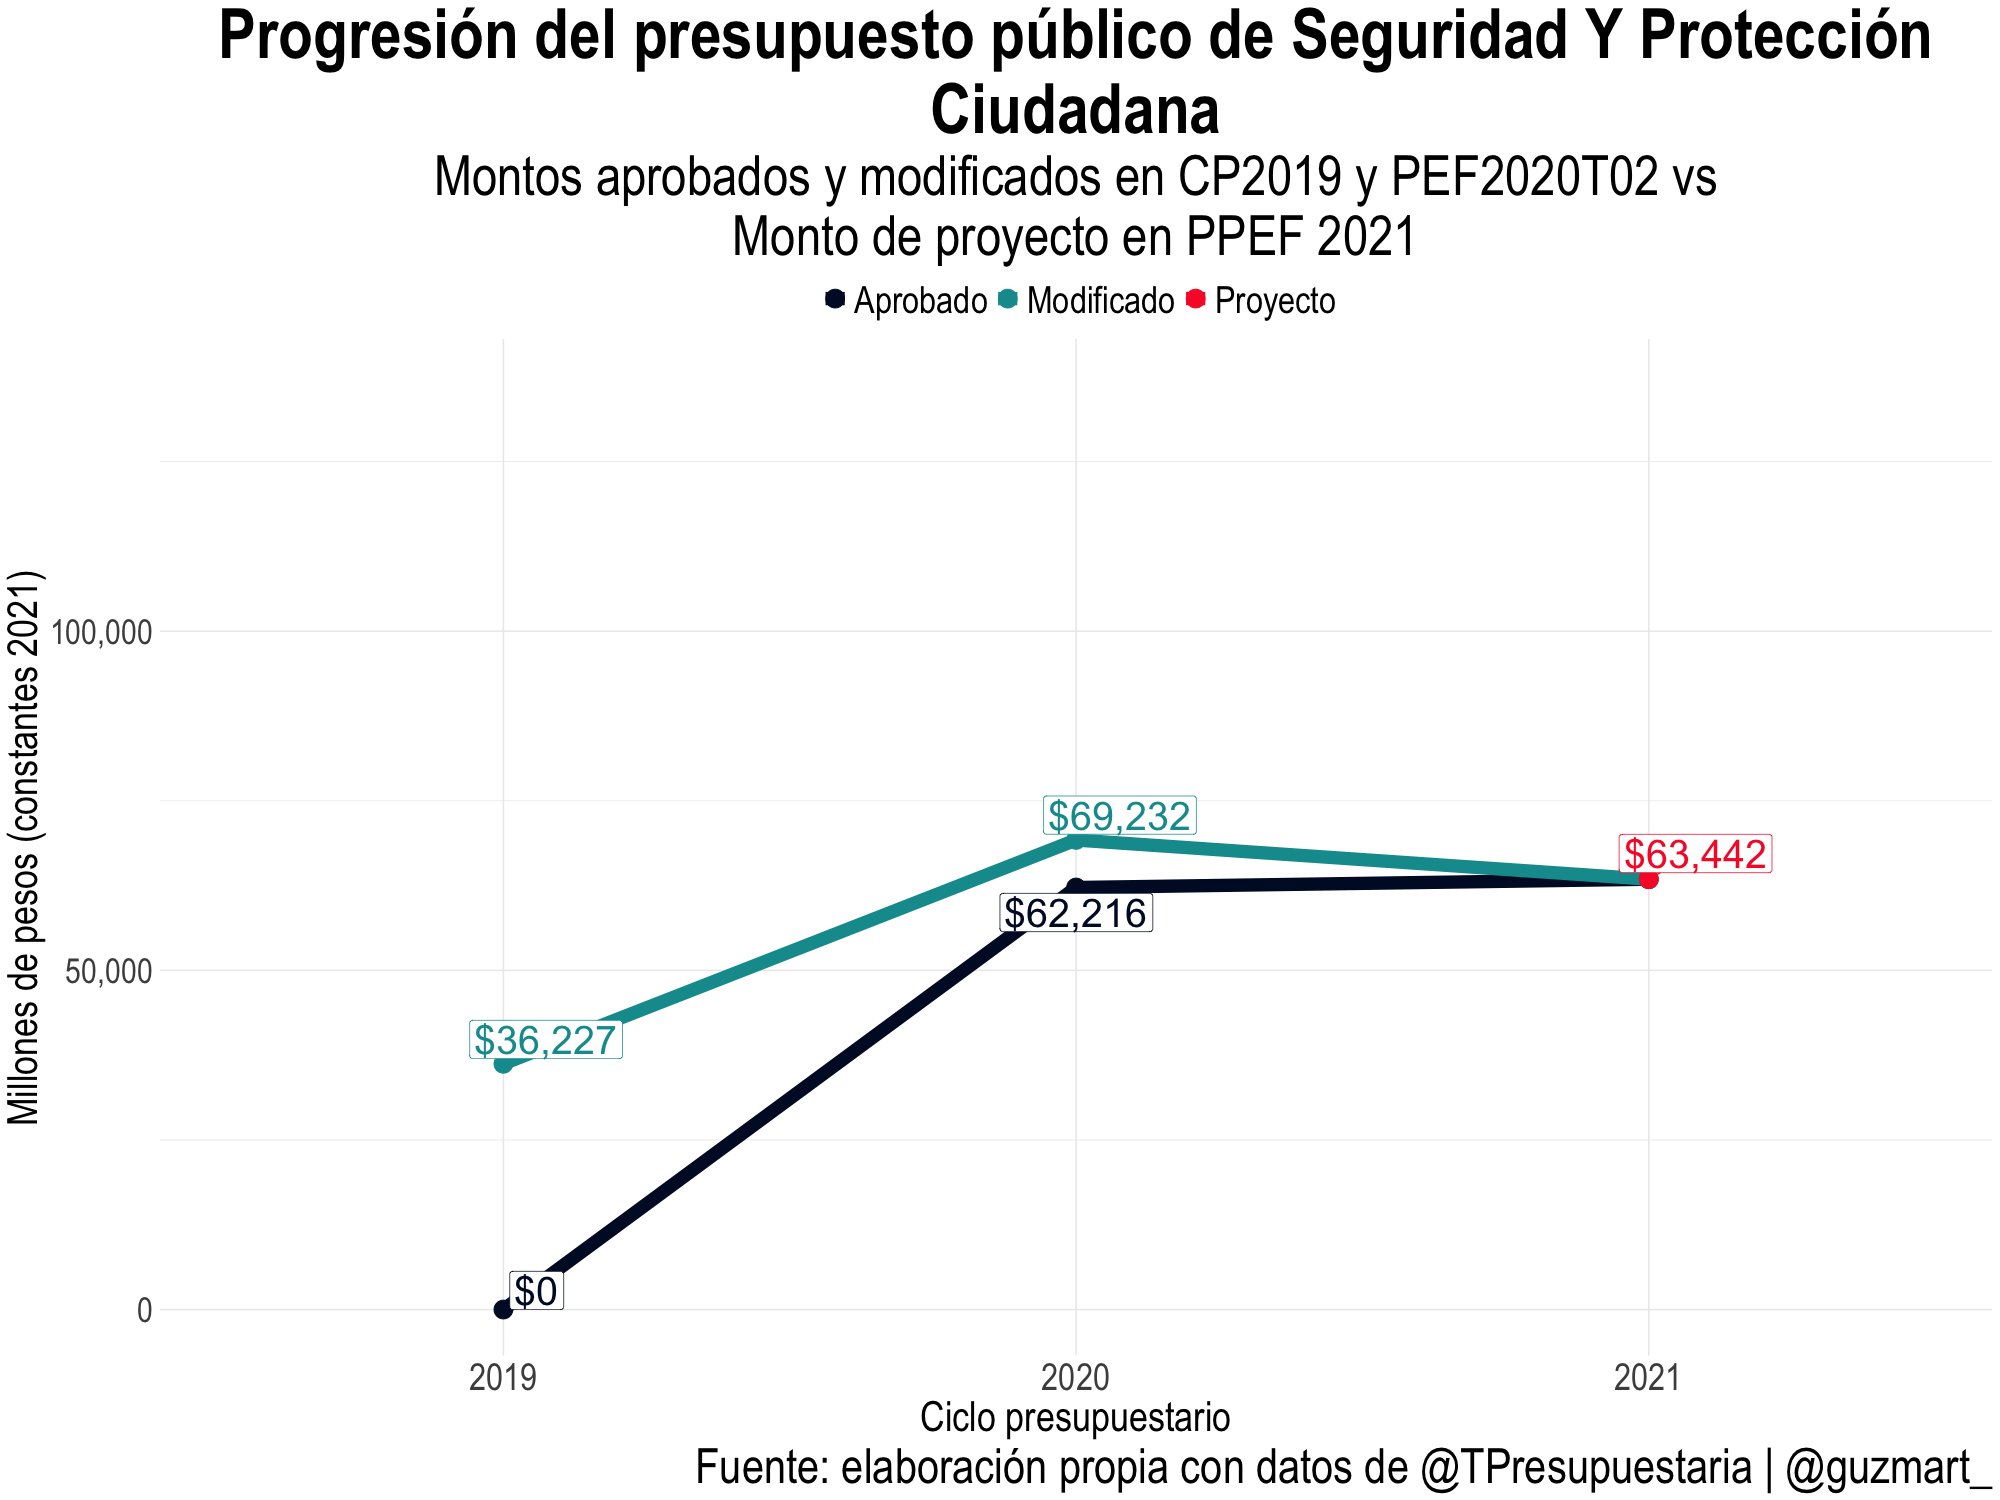 Progresión del presupuesto público de Seguridad Y Protección
Ciudadana
Montos aprobados y modificados en CP2019 y PEF2020T02 vs
Monto de proyecto en PPEF 2021
Aprobado Modificado Proyecto
Millones de pesos (constantes 2021)
100,000
50,000
0
$69,232
$63,442
$62,216
$36,227
$0
2019 2020 2021
Ciclo presupuestario
Fuente: elaboración propia con datos de @TPresupuestaria | @guzmart_